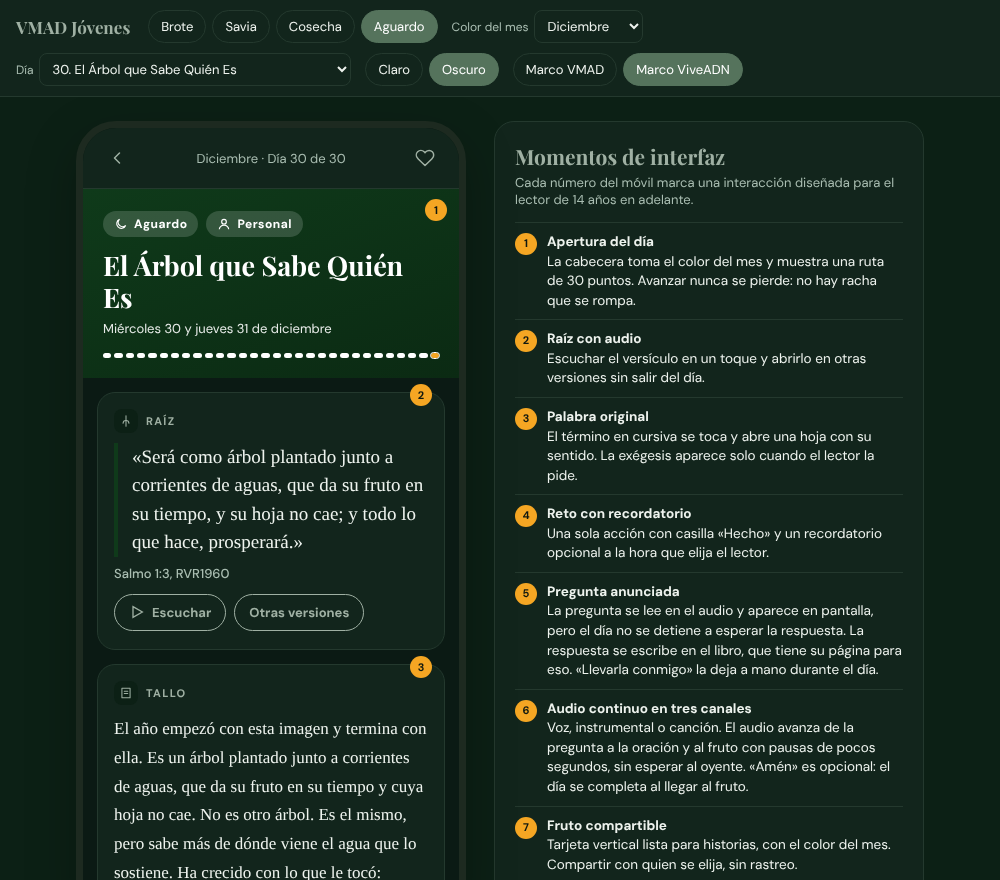 VMAD Jóvenes
Brote
Savia
Cosecha
Aguardo
Color del mes
Diciembre
Día
30. El Árbol que Sabe Quién Es
Claro
Oscuro
Marco VMAD
Marco ViveADN
Diciembre · Día 30 de 30
1
Aguardo
Personal
El Árbol que Sabe Quién
Es
Miércoles 30 y jueves 31 de diciembre
2
RAÍZ
«Será como árbol plantado junto a
corrientes de aguas, que da su fruto en
su tiempo, y su hoja no cae; y todo lo
que hace, prosperará.»
Salmo 1:3, RVR1960
Escuchar
Otras versiones
3
TALLO
El año empezó con esta imagen y termina con
ella. Es un árbol plantado junto a corrientes
de aguas, que da su fruto en su tiempo y cuya
hoja no cae. No es otro árbol. Es el mismo,
pero sabe más de dónde viene el agua que lo
sostiene. Ha crecido con lo que le tocó:
Momentos de interfaz
Cada número del móvil marca una interacción diseñada para el
lector de 14 años en adelante.
1
Apertura del día
La cabecera toma el color del mes y muestra una ruta
de 30 puntos. Avanzar nunca se pierde: no hay racha
que se rompa.
2
Raíz con audio
Escuchar el versículo en un toque y abrirlo en otras
versiones sin salir del día.
3
Palabra original
El término en cursiva se toca y abre una hoja con su
sentido. La exégesis aparece solo cuando el lector la
pide.
4
Reto con recordatorio
Una sola acción con casilla «Hecho» y un recordatorio
opcional a la hora que elija el lector.
5
Pregunta anunciada
La pregunta se lee en el audio y aparece en pantalla,
pero el día no se detiene a esperar la respuesta. La
respuesta se escribe en el libro, que tiene su página para
eso. «Llevarla conmigo» la deja a mano durante el día.
6
Audio continuo en tres canales
Voz, instrumental o canción. El audio avanza de la
pregunta a la oración y al fruto con pausas de pocos
segundos, sin esperar al oyente. «Amén» es opcional: el
día se completa al llegar al fruto.
7
Fruto compartible
Tarjeta vertical lista para historias, con el color del mes.
Compartir con quien se elija, sin rastreo.